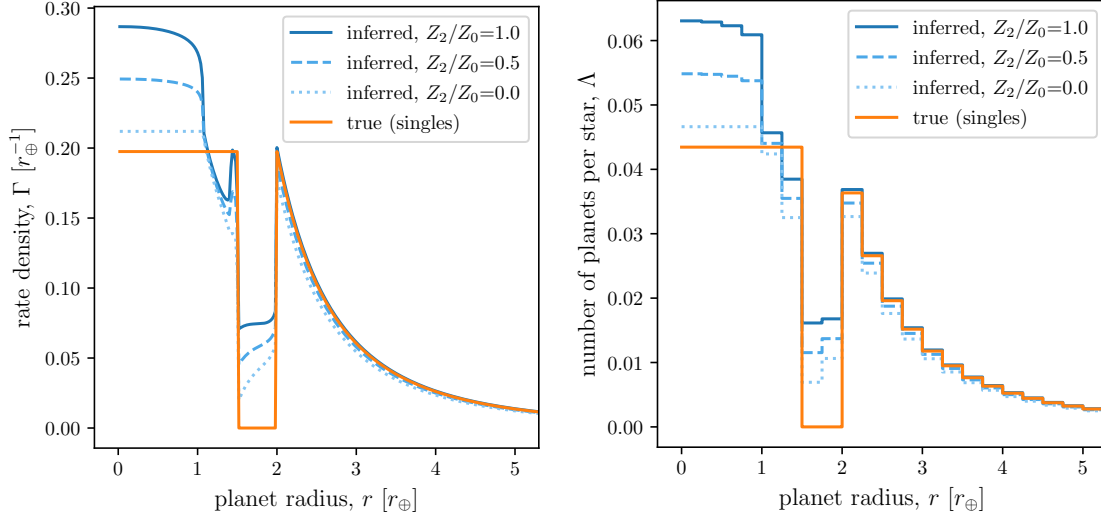 0.30
0.25
0.20
0.15
0.10
0.05
0.00
rate density, Γ [r⊕⁻¹]
inferred, Z₂/Z₀=1.0
inferred, Z₂/Z₀=0.5
inferred, Z₂/Z₀=0.0
true (singles)
0 1 2 3 4 5
planet radius, r [r⊕]
0.06
0.05
0.04
0.03
0.02
0.01
0.00
number of planets per star, Λ
inferred, Z₂/Z₀=1.0
inferred, Z₂/Z₀=0.5
inferred, Z₂/Z₀=0.0
true (singles)
0 1 2 3 4 5
planet radius, r [r⊕]